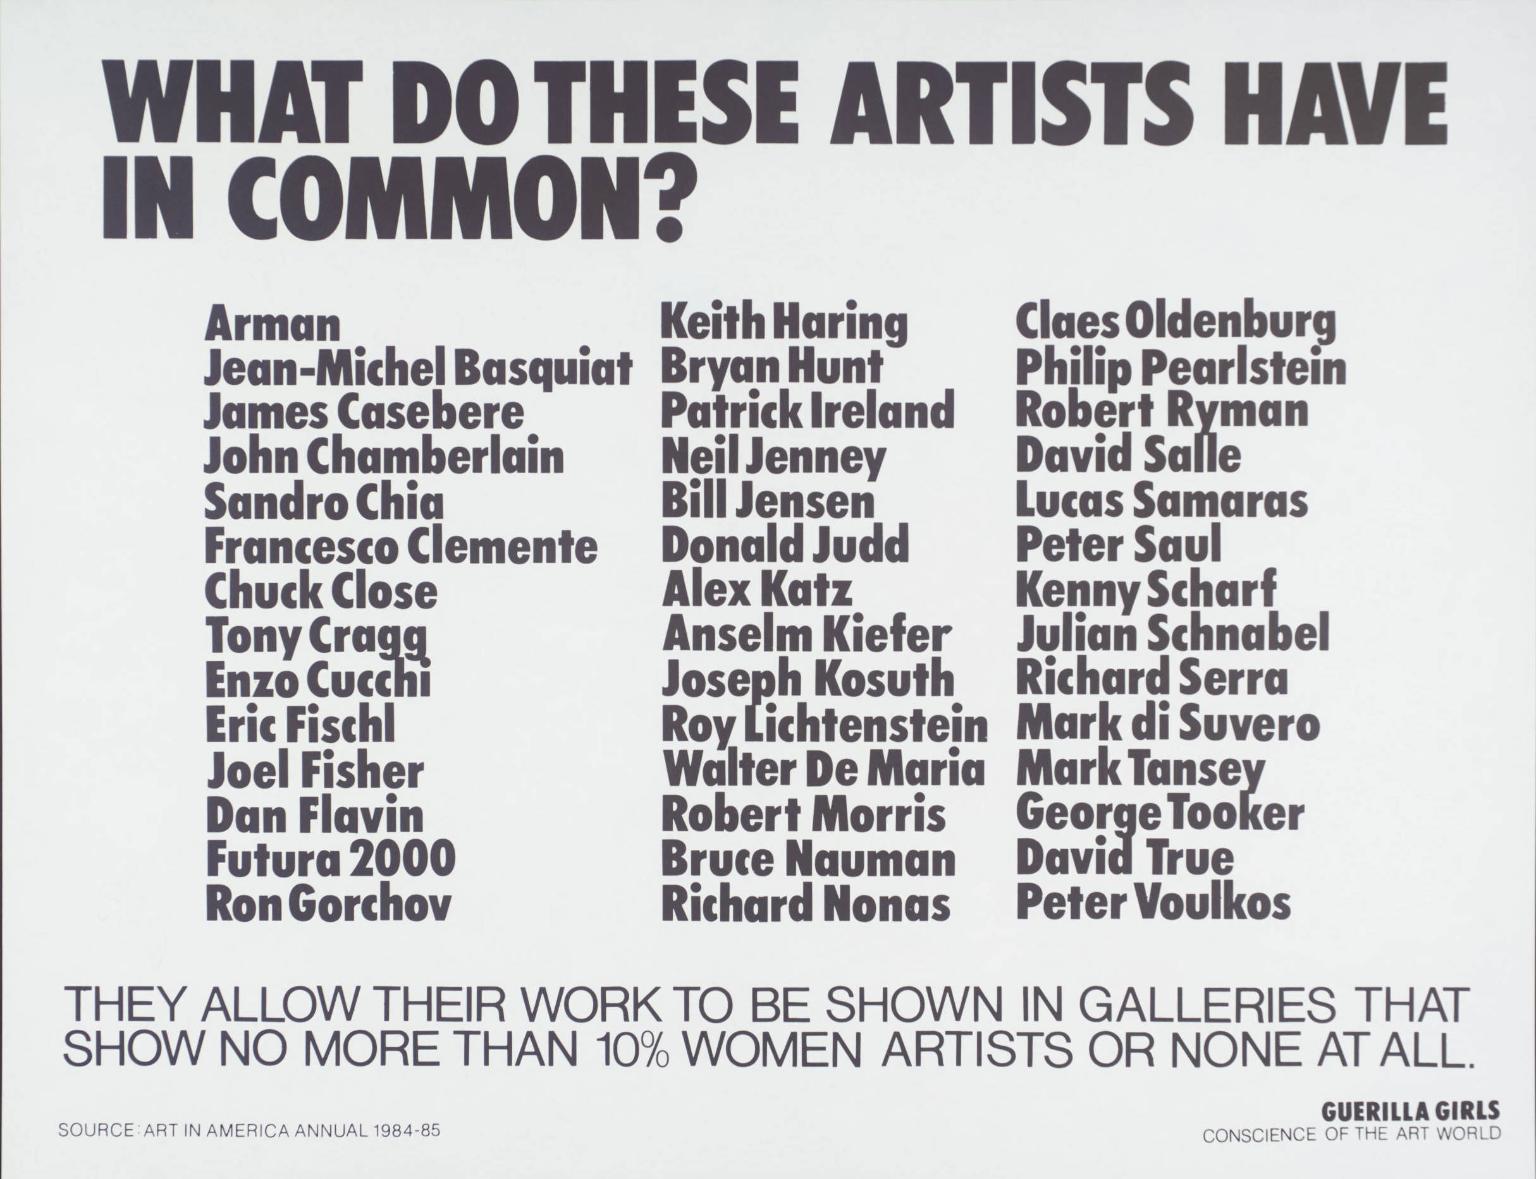 WHAT DO THESE ARTISTS HAVE
IN COMMON?
Arman
Jean-Michel Basquiat
James Casebere
John Chamberlain
Sandro Chia
Francesco Clemente
Chuck Close
Tony Cragg
Enzo Cucchi
Eric Fischl
Joel Fisher
Dan Flavin
Futura 2000
Ron Gorchov
Keith Haring
Bryan Hunt
Patrick Ireland
Neil Jenney
Bill Jensen
Donald Judd
Alex Katz
Anselm Kiefer
Joseph Kosuth
Roy Lichtenstein
Walter De Maria
Robert Morris
Bruce Nauman
Richard Nonas
Claes Oldenburg
Philip Pearlstein
Robert Ryman
David Salle
Lucas Samaras
Peter Saul
Kenny Scharf
Julian Schnabel
Richard Serra
Mark di Suvero
Mark Tansey
George Tooker
David True
Peter Voulkos
THEY ALLOW THEIR WORK TO BE SHOWN IN GALLERIES THAT
SHOW NO MORE THAN 10% WOMEN ARTISTS OR NONE AT ALL.
SOURCE: ART IN AMERICA ANNUAL 1984-85
GUERILLA GIRLS
CONSCIENCE OF THE ART WORLD